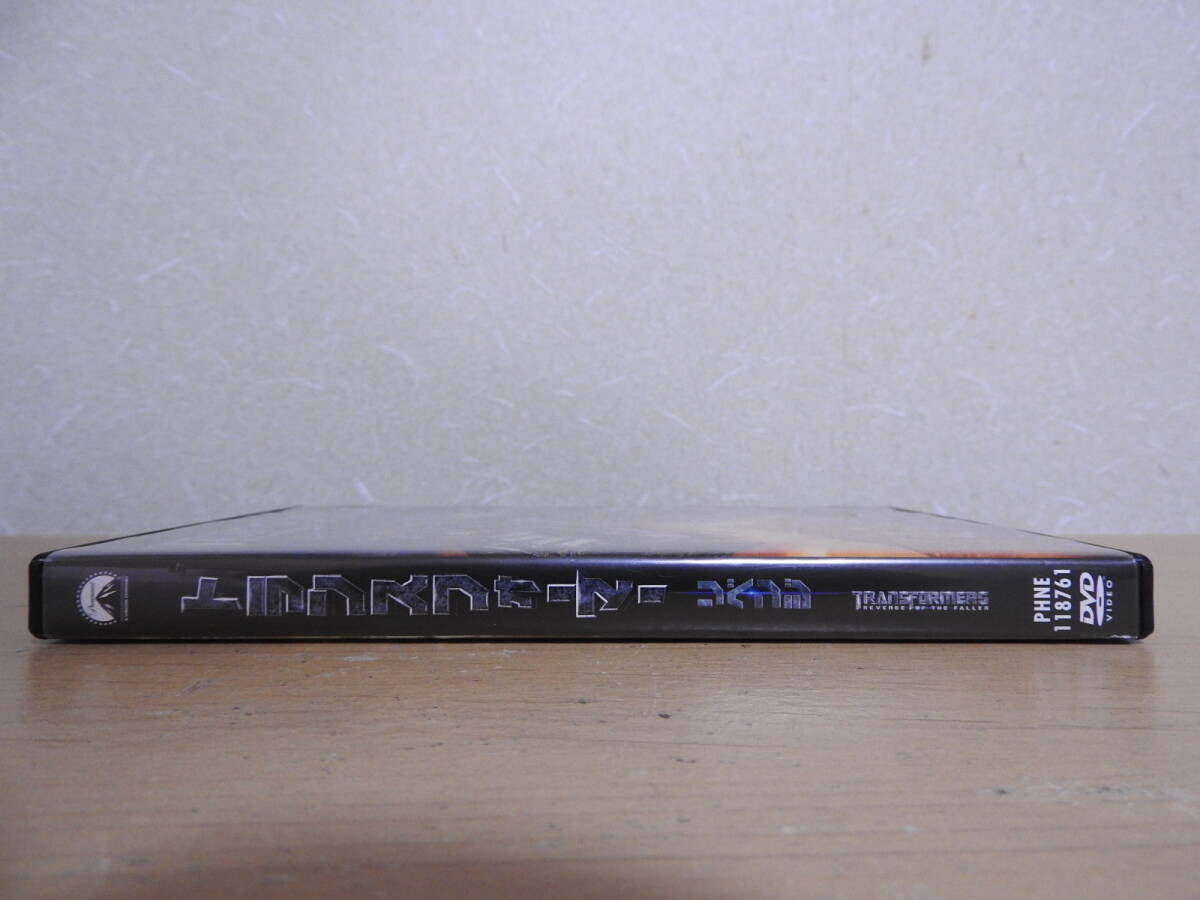 トランスフォーマー
リベンジ
TRANSFORMERS
REVENGE OF THE FALLEN
PHNE
118761
DVD
VIDEO